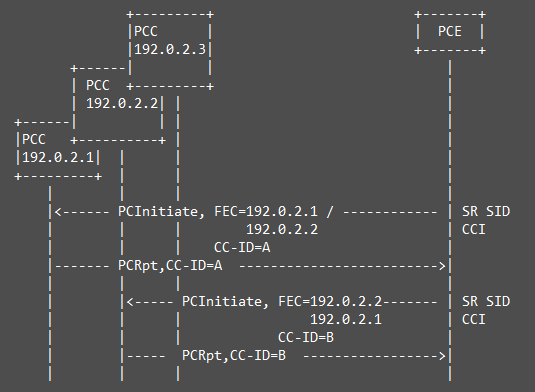 +---------+ +-------+
|PCC | | PCE |
|192.0.2.3| +-------+
+------| | |
| PCC +---------+ |
| 192.0.2.2| | |
+------| | | |
|PCC +----------+ | |
|192.0.2.1| | | |
+---------+ | | |
| | | |
|<------ PCInitiate, FEC=192.0.2.1 / ------------ | SR SID
| | | 192.0.2.2 | CCI
| | | CC-ID=A |
|------- PCRpt,CC-ID=A --------------------------->|
| | | |
| |<----- PCInitiate, FEC=192.0.2.2------- | SR SID
| | | 192.0.2.1 | CCI
| | | CC-ID=B |
| |----- PCRpt,CC-ID=B ------------------>|
| | | |